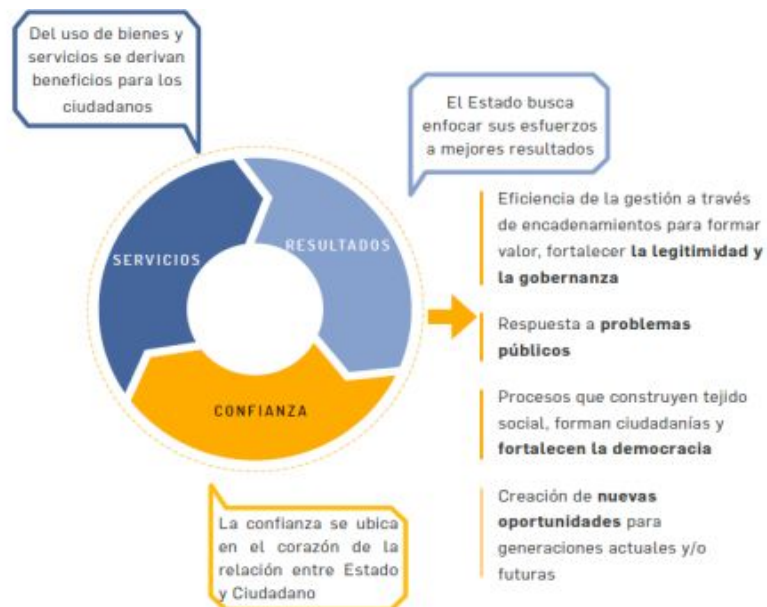 Del uso de bienes y
servicios se derivan
beneficios para los
ciudadanos
El Estado busca
enfocar sus esfuerzos
a mejores resultados
SERVICIOS
RESULTADOS
CONFIANZA
Eficiencia de la gestión a través
de encadenamientos para formar
valor, fortalecer la legitimidad y
la gobernanza
Respuesta a problemas
públicos
Procesos que construyen tejido
social, forman ciudadanías y
fortalecen la democracia
Creación de nuevas
oportunidades para
generaciones actuales y/o
futuras
La confianza se ubica
en el corazón de la
relación entre Estado
y Ciudadano